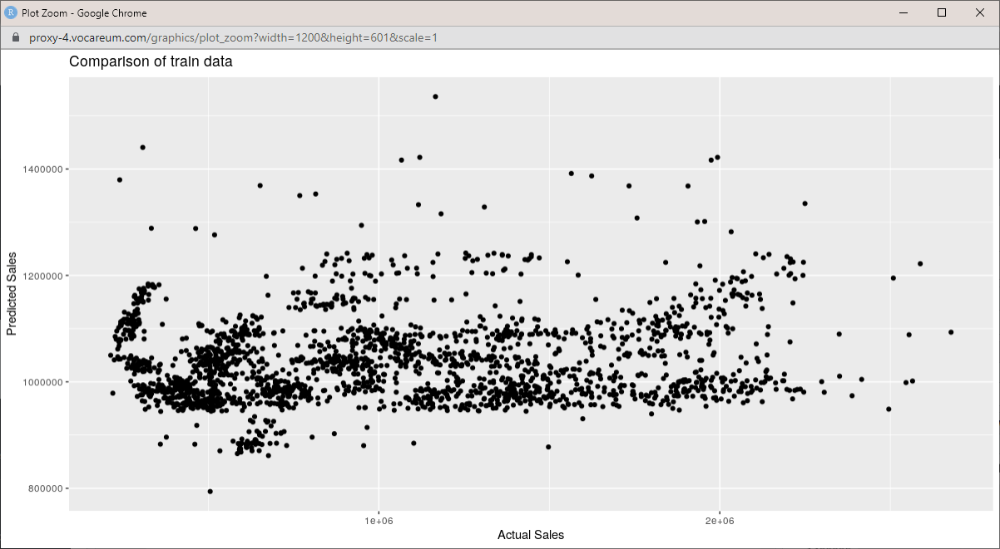 R Plot Zoom - Google Chrome
proxy-4.vocareum.com/graphics/plot_zoom?width=1200&height=601&scale=1
Comparison of train data
Predicted Sales
1400000
1200000
1000000
800000
1e+06 2e+06
Actual Sales